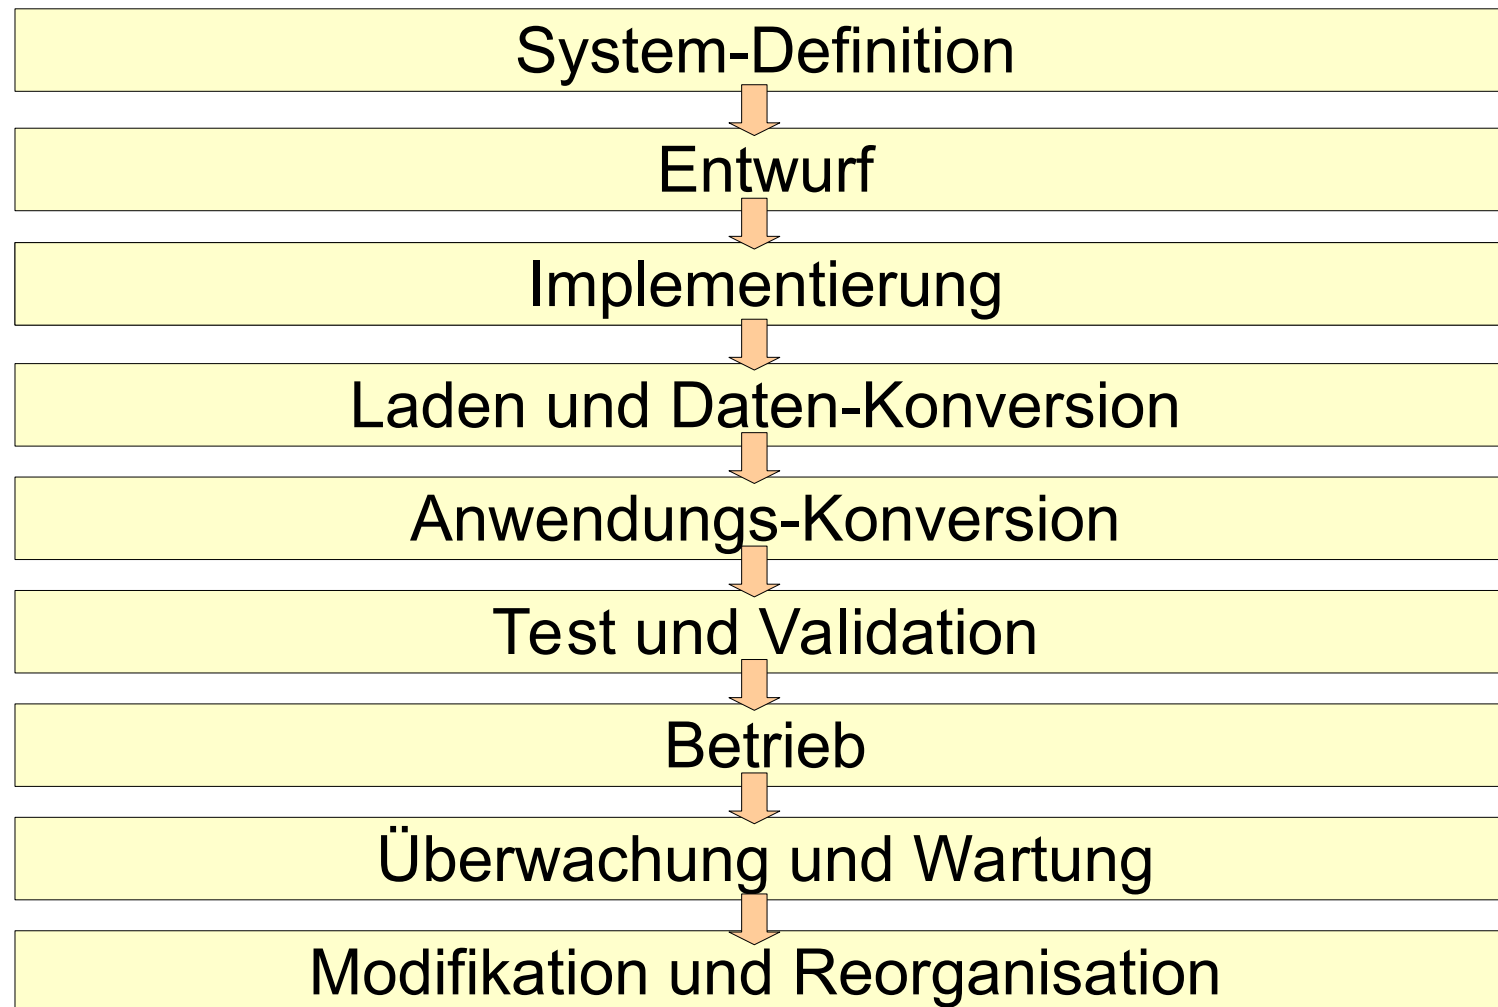 System-Definition
Entwurf
Implementierung
Laden und Daten-Konversion
Anwendungs-Konversion
Test und Validation
Betrieb
Überwachung und Wartung
Modifikation und Reorganisation